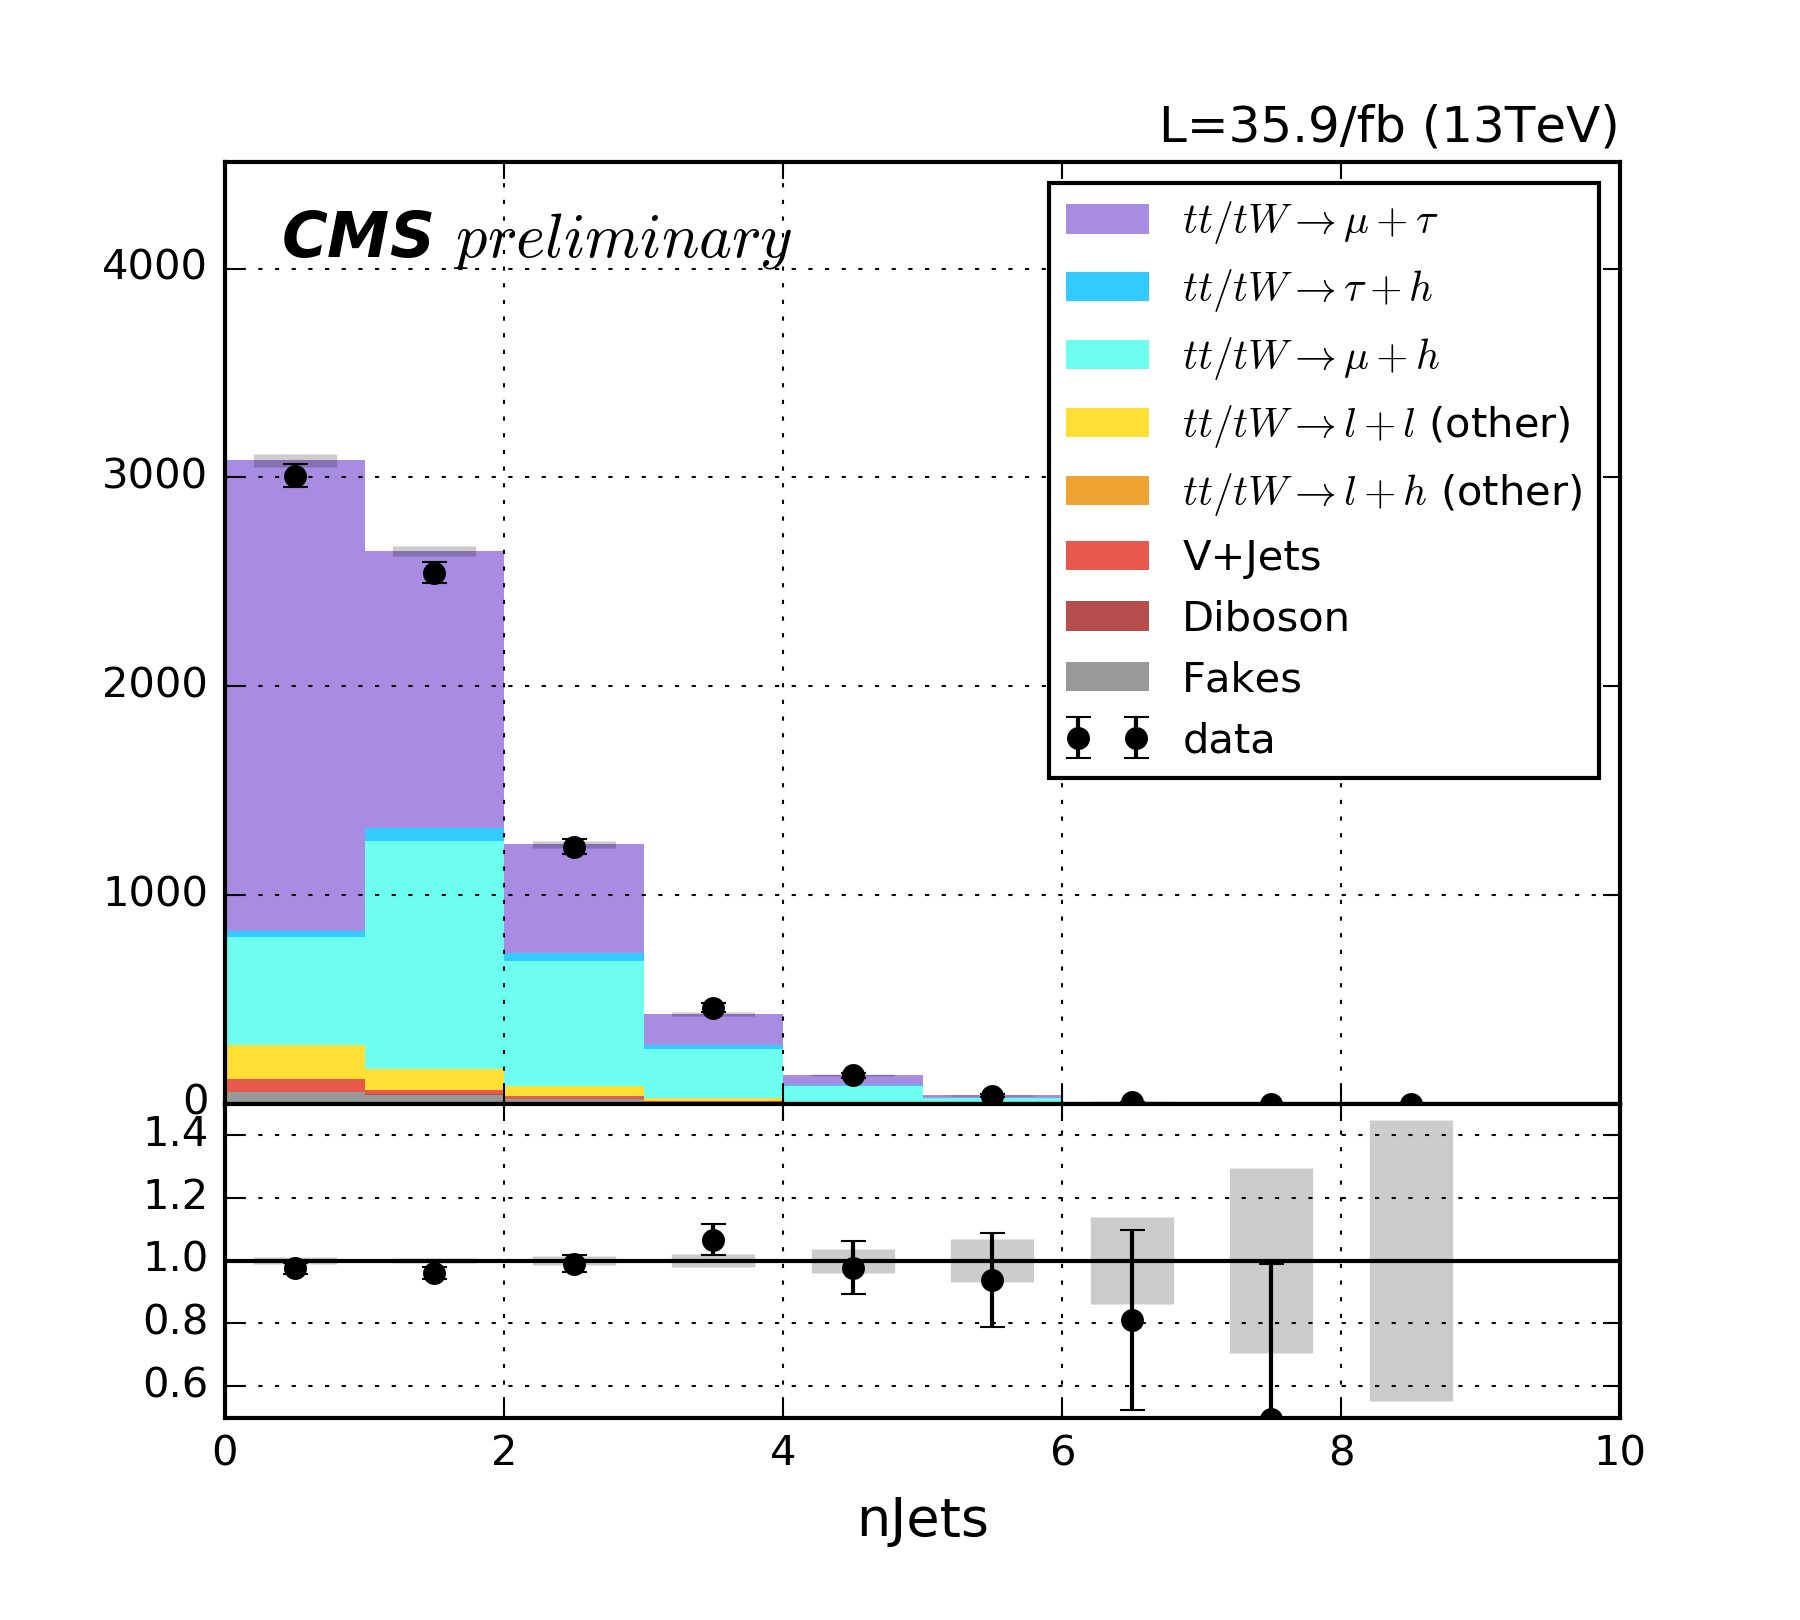 L=35.9/fb (13TeV)
CMS preliminary
4000
3000
2000
1000
0
tt/tW → μ + τ
tt/tW → τ + h
tt/tW → μ + h
tt/tW → l + l (other)
tt/tW → l + h (other)
V+Jets
Diboson
Fakes
data
1.4
1.2
1.0
0.8
0.6
0 2 4 6 8 10
nJets